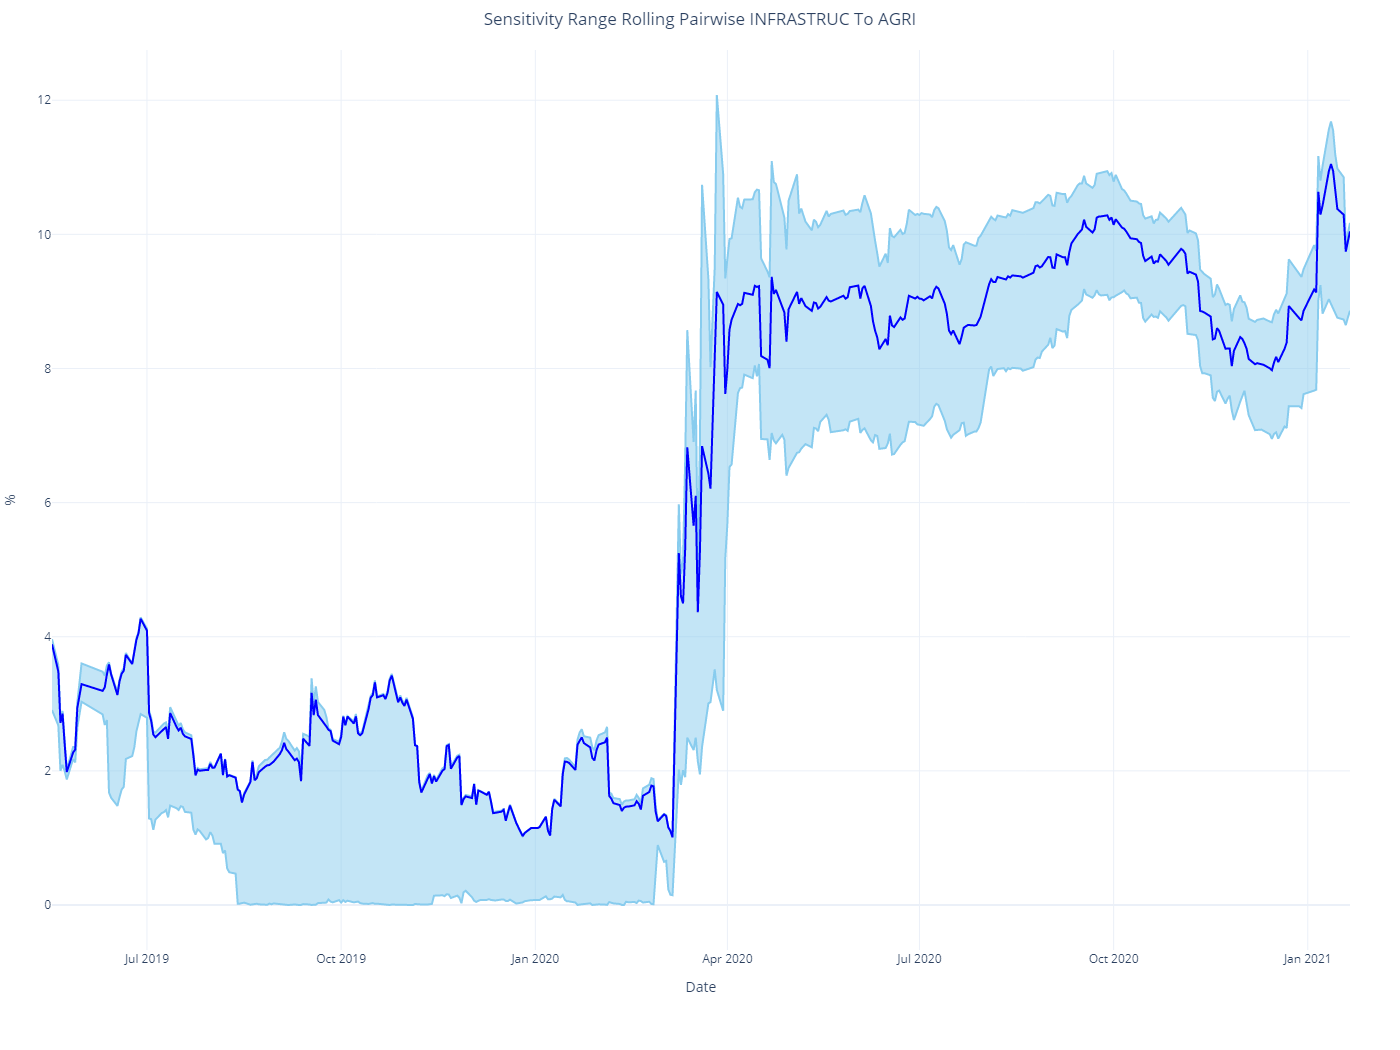 Sensitivity Range Rolling Pairwise INFRASTRUC To AGRI
12
10
8
6
4
2
0
%
Jul 2019
Oct 2019
Jan 2020
Apr 2020
Jul 2020
Oct 2020
Jan 2021
Date